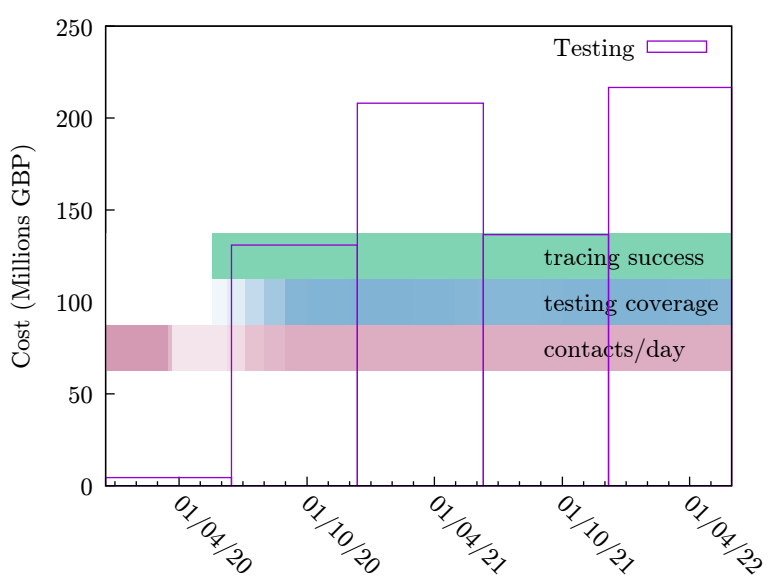 250
200
150
100
50
0
Cost (Millions GBP)
Testing
tracing success
testing coverage
contacts/day
01/04/20
01/10/20
01/04/21
01/10/21
01/04/22